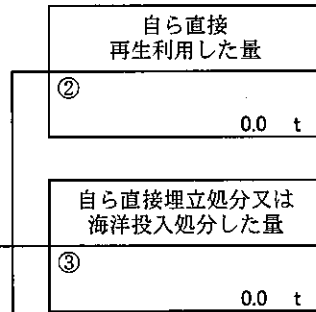 自ら直接
再生利用した量
②
0.0 t
自ら直接埋立処分又は
海洋投入処分した量
③
0.0 t